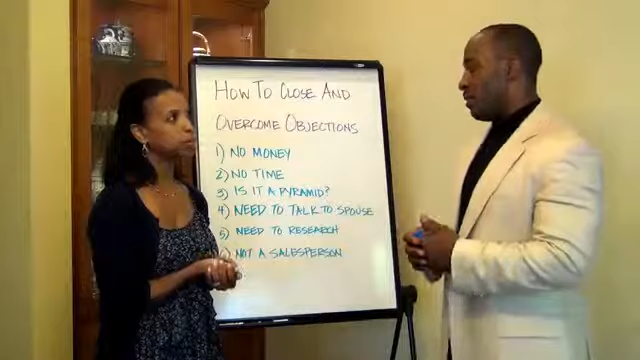 HOW TO CLOSE AND
OVERCOME OBJECTIONS
1) NO MONEY
2) NO TIME
3) IS IT A PYRAMID?
4) NEED TO TALK TO SPOUSE
5) NEED TO RESEARCH
NOT A SALESPERSON